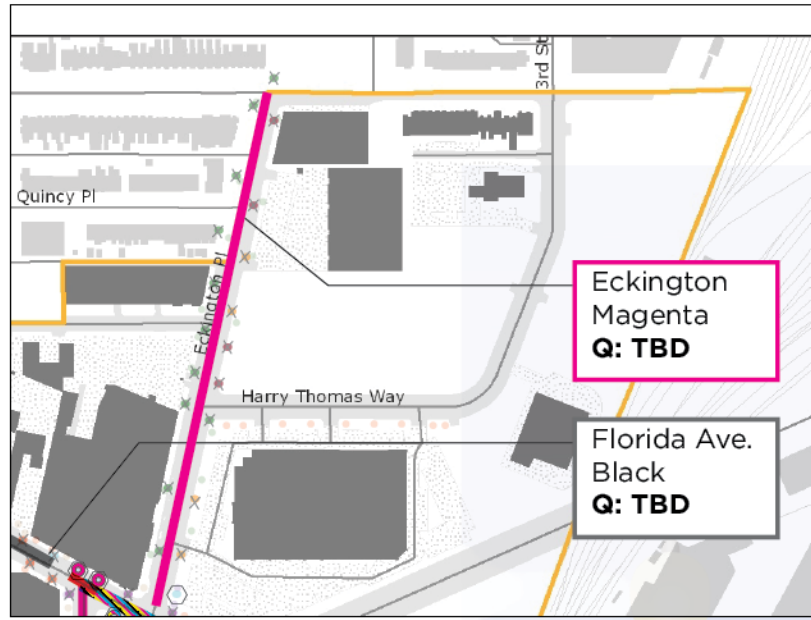 3rd St
Quincy Pl
Eckington Pl
Eckington
Magenta
Q: TBD
Harry Thomas Way
Florida Ave.
Black
Q: TBD